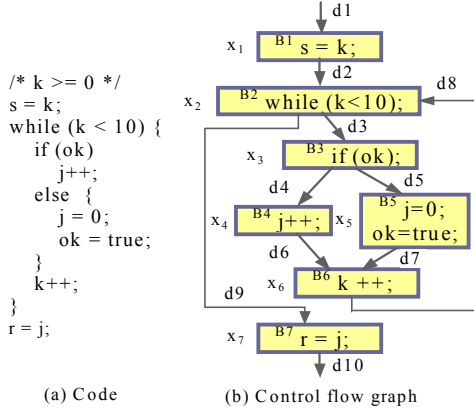 /* k >= 0 */
s = k;
while (k < 10) {
if (ok)
j++;
else {
j = 0;
ok = true;
}
k++;
}
r = j;
(a) Code
d1
x1
B1 s = k;
d2
d8
x2
B2 while (k<10);
d3
x3
B3 if (ok);
d4
d5
x4
B4 j++;
x5
B5 j=0;
ok=true;
d6
d7
x6
B6 k ++;
d9
x7
B7 r = j;
d10
(b) Control flow graph